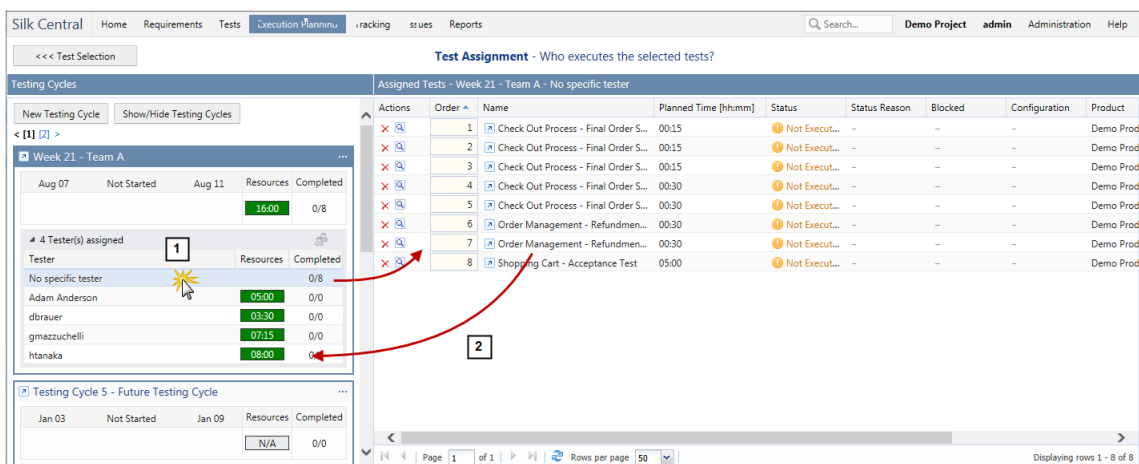 Silk Central Home Requirements Tests Execution Planning Tracking Issues Reports Search... Demo Project admin Administration Help
<<< Test Selection
Test Assignment - Who executes the selected tests?
Testing Cycles
Assigned Tests - Week 21 - Team A - No specific tester
New Testing Cycle Show/Hide Testing Cycles
< [1] [2] >
Week 21 - Team A ...
Aug 07 Not Started Aug 11 Resources Completed
16:00 0/8
4 Tester(s) assigned
1
Tester Resources Completed
No specific tester 0/8
Adam Anderson 05:00 0/0
dbrauer 03:30 0/0
gmazzuchelli 07:15 0/0
htanaka 08:00
Testing Cycle 5 - Future Testing Cycle ...
Jan 03 Not Started Jan 09 Resources Completed
N/A 0/0
Actions Order Name Planned Time [hh:mm] Status Status Reason Blocked Configuration Product
1 Check Out Process - Final Order S... 00:15 Not Execut... - - - Demo Prod
2 Check Out Process - Final Order S... 00:15 Not Execut... - - - Demo Prod
3 Check Out Process - Final Order S... 00:15 Not Execut... - - - Demo Prod
4 Check Out Process - Final Order S... 00:30 Not Execut... - - - Demo Prod
5 Check Out Process - Final Order S... 00:30 Not Execut... - - - Demo Prod
6 Order Management - Refundmen... 00:30 Not Execut... - - - Demo Prod
7 Order Management - Refundmen... 00:30 Not Execut... - - - Demo Prod
8 Shopping Cart - Acceptance Test 05:00 Not Execut... - - - Demo Prod
2
Page 1 of 1 Rows per page 50 Displaying rows 1 - 8 of 8